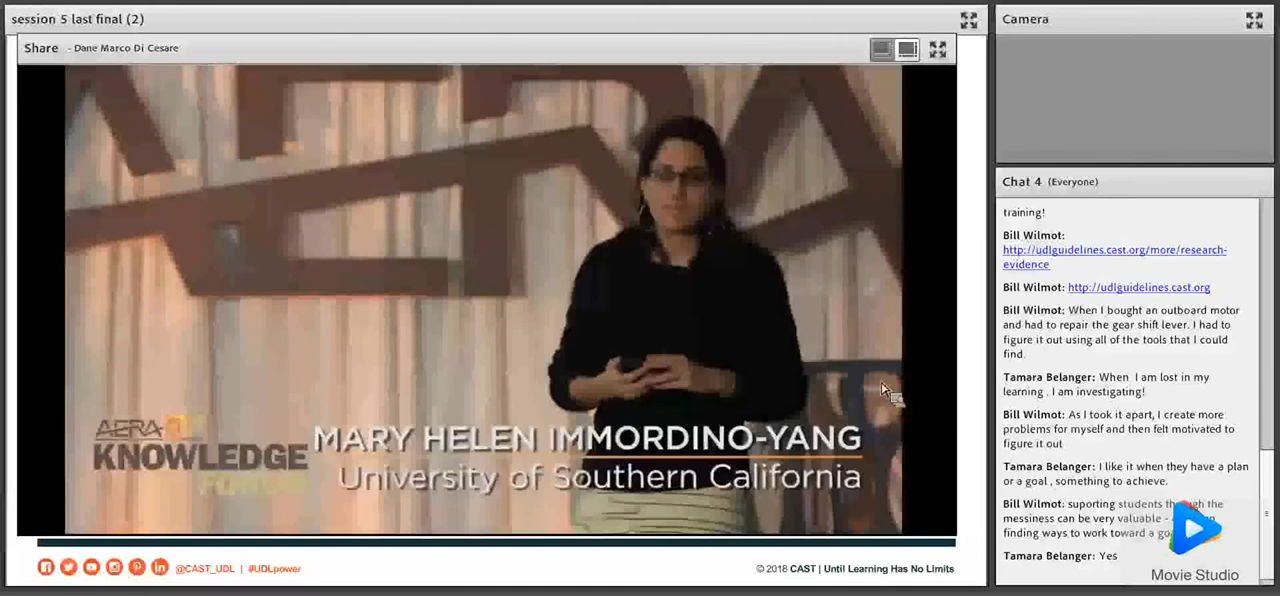 session 5 last final (2)
Share - Dane Marco Di Cesare
AERA
KNOWLEDGE
FORUM
MARY HELEN IMMORDINO-YANG
University of Southern California
@CAST_UDL | #UDLpower
© 2018 CAST | Until Learning Has No Limits
Camera
Chat 4 (Everyone)
training!
Bill Wilmot:
http://udlguidelines.cast.org/more/research-
evidence
Bill Wilmot: http://udlguidelines.cast.org
Bill Wilmot: When I bought an outboard motor
and had to repair the gear shift lever. I had to
figure it out using all of the tools that I could
find.
Tamara Belanger: When I am lost in my
learning . I am investigating!
Bill Wilmot: As I took it apart, I create more
problems for myself and then felt motivated to
figure it out
Tamara Belanger: I like it when they have a plan
or a goal , something to achieve.
Bill Wilmot: suporting students through the
messiness can be very valuable -
finding ways to work toward a
Tamara Belanger: Yes
Movie Studio